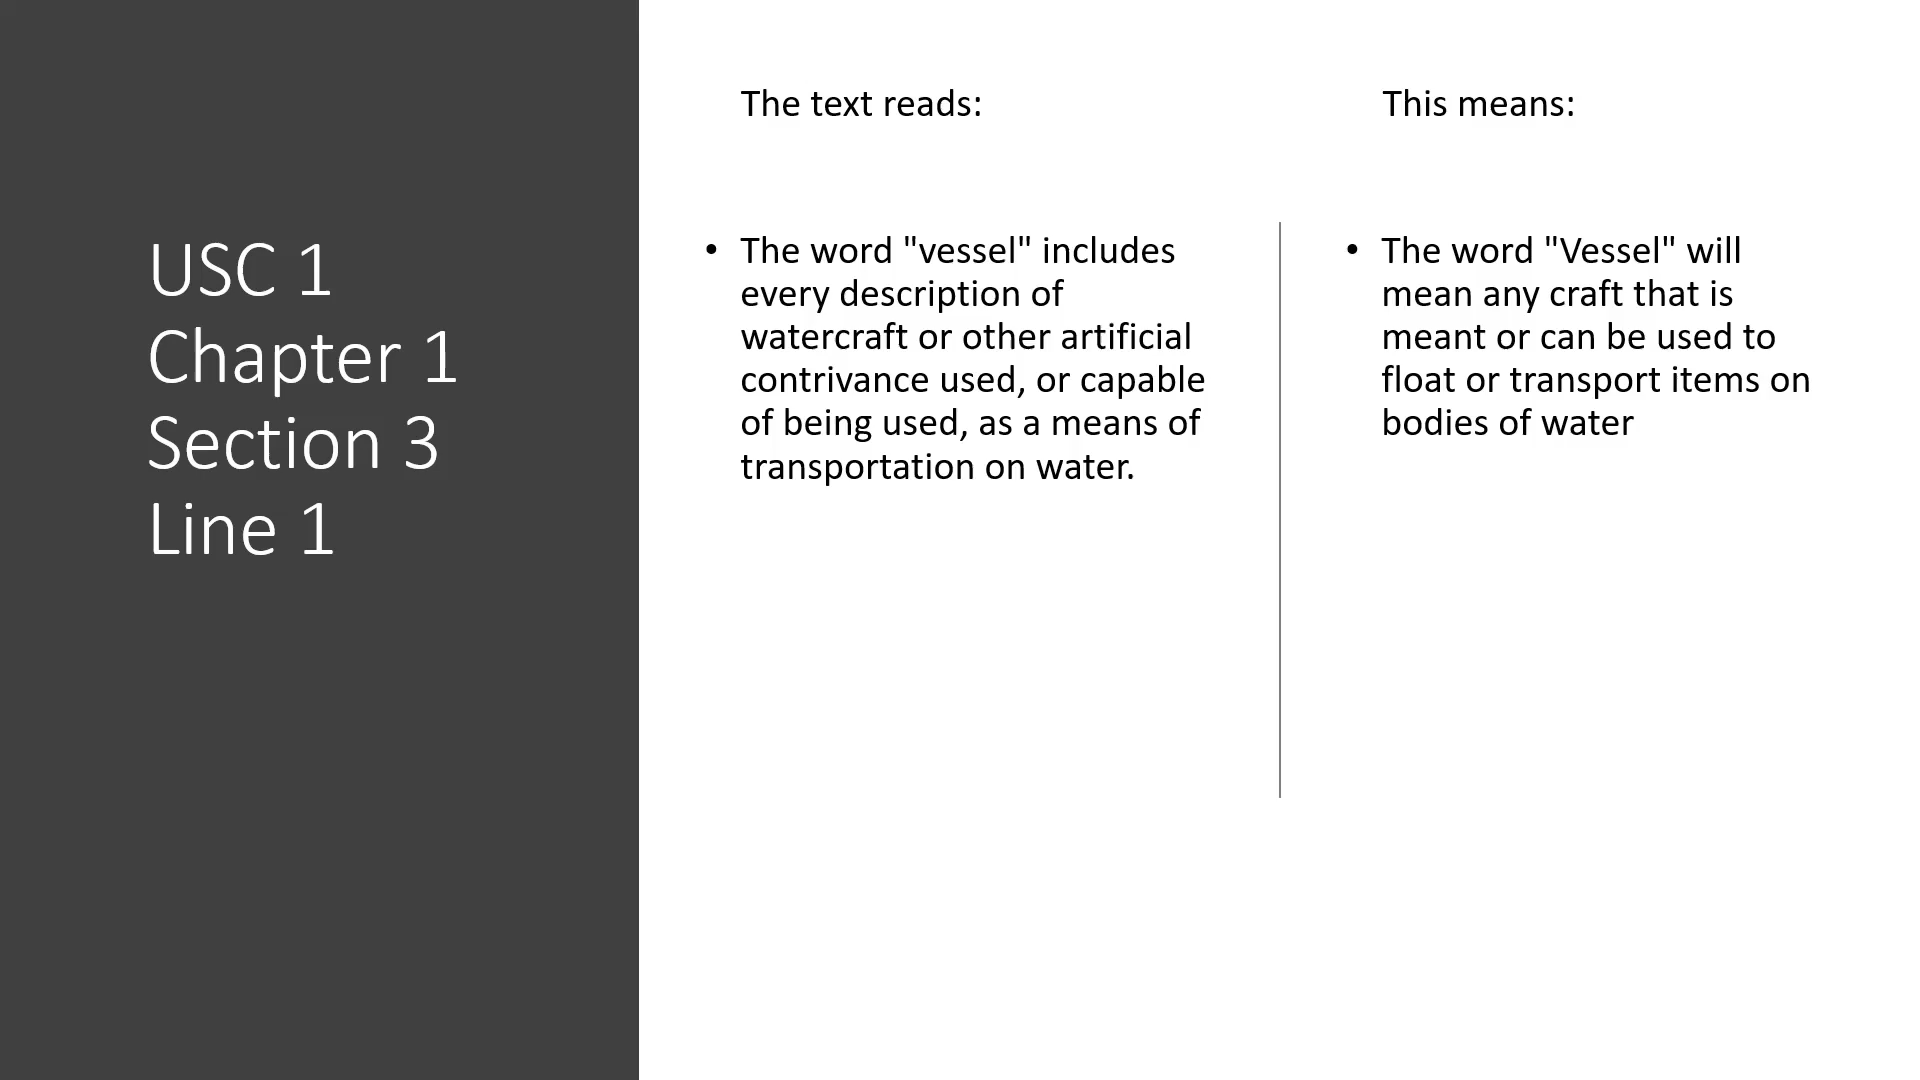 USC 1
Chapter 1
Section 3
Line 1
The text reads:
• The word "vessel" includes
every description of
watercraft or other artificial
contrivance used, or capable
of being used, as a means of
transportation on water.
This means:
• The word "Vessel" will
mean any craft that is
meant or can be used to
float or transport items on
bodies of water